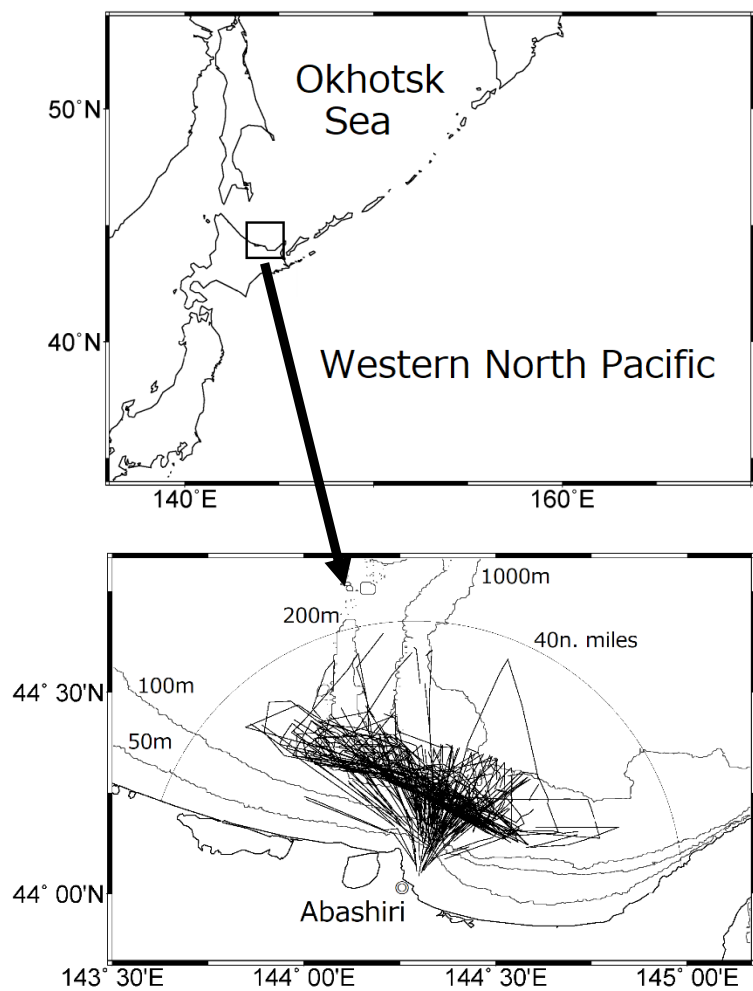 50˚N
Okhotsk
Sea
40˚N
Western North Pacific
140˚E
160˚E
1000m
200m
40n. miles
44˚ 30'N
100m
50m
44˚ 00'N
Abashiri
143˚ 30'E
144˚ 00'E
144˚ 30'E
145˚ 00'E